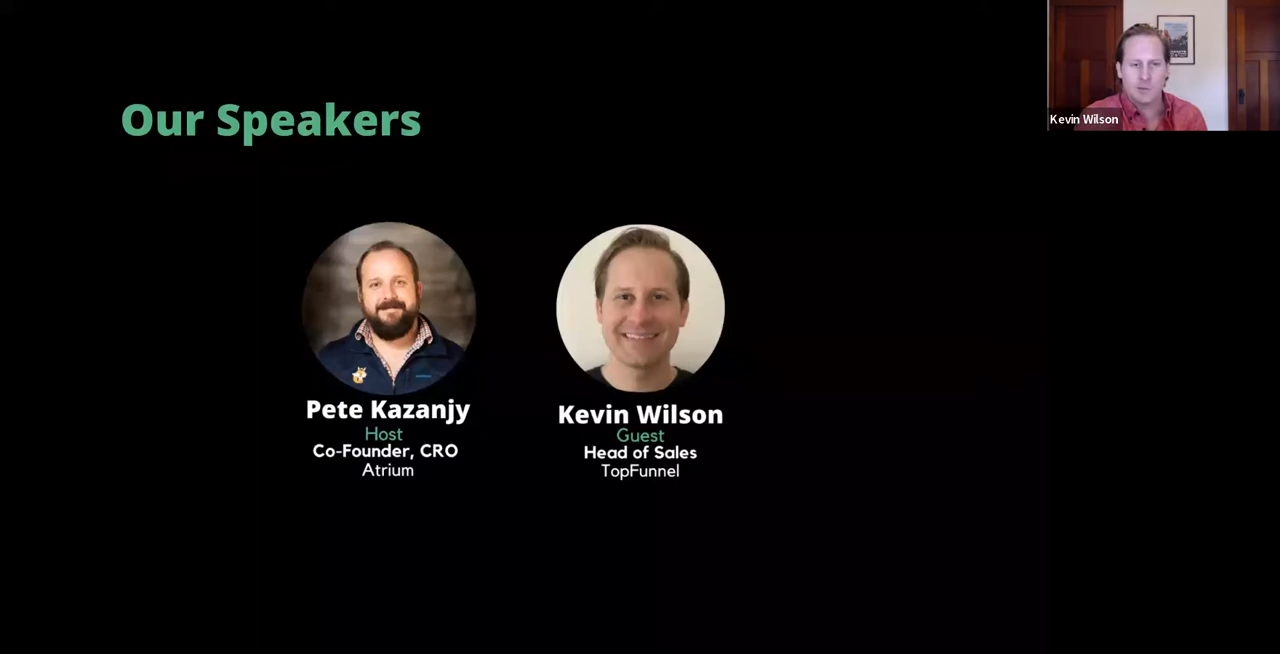 Our Speakers
Kevin Wilson
Pete Kazanjy
Host
Co-Founder, CRO
Atrium
Kevin Wilson
Guest
Head of Sales
TopFunnel